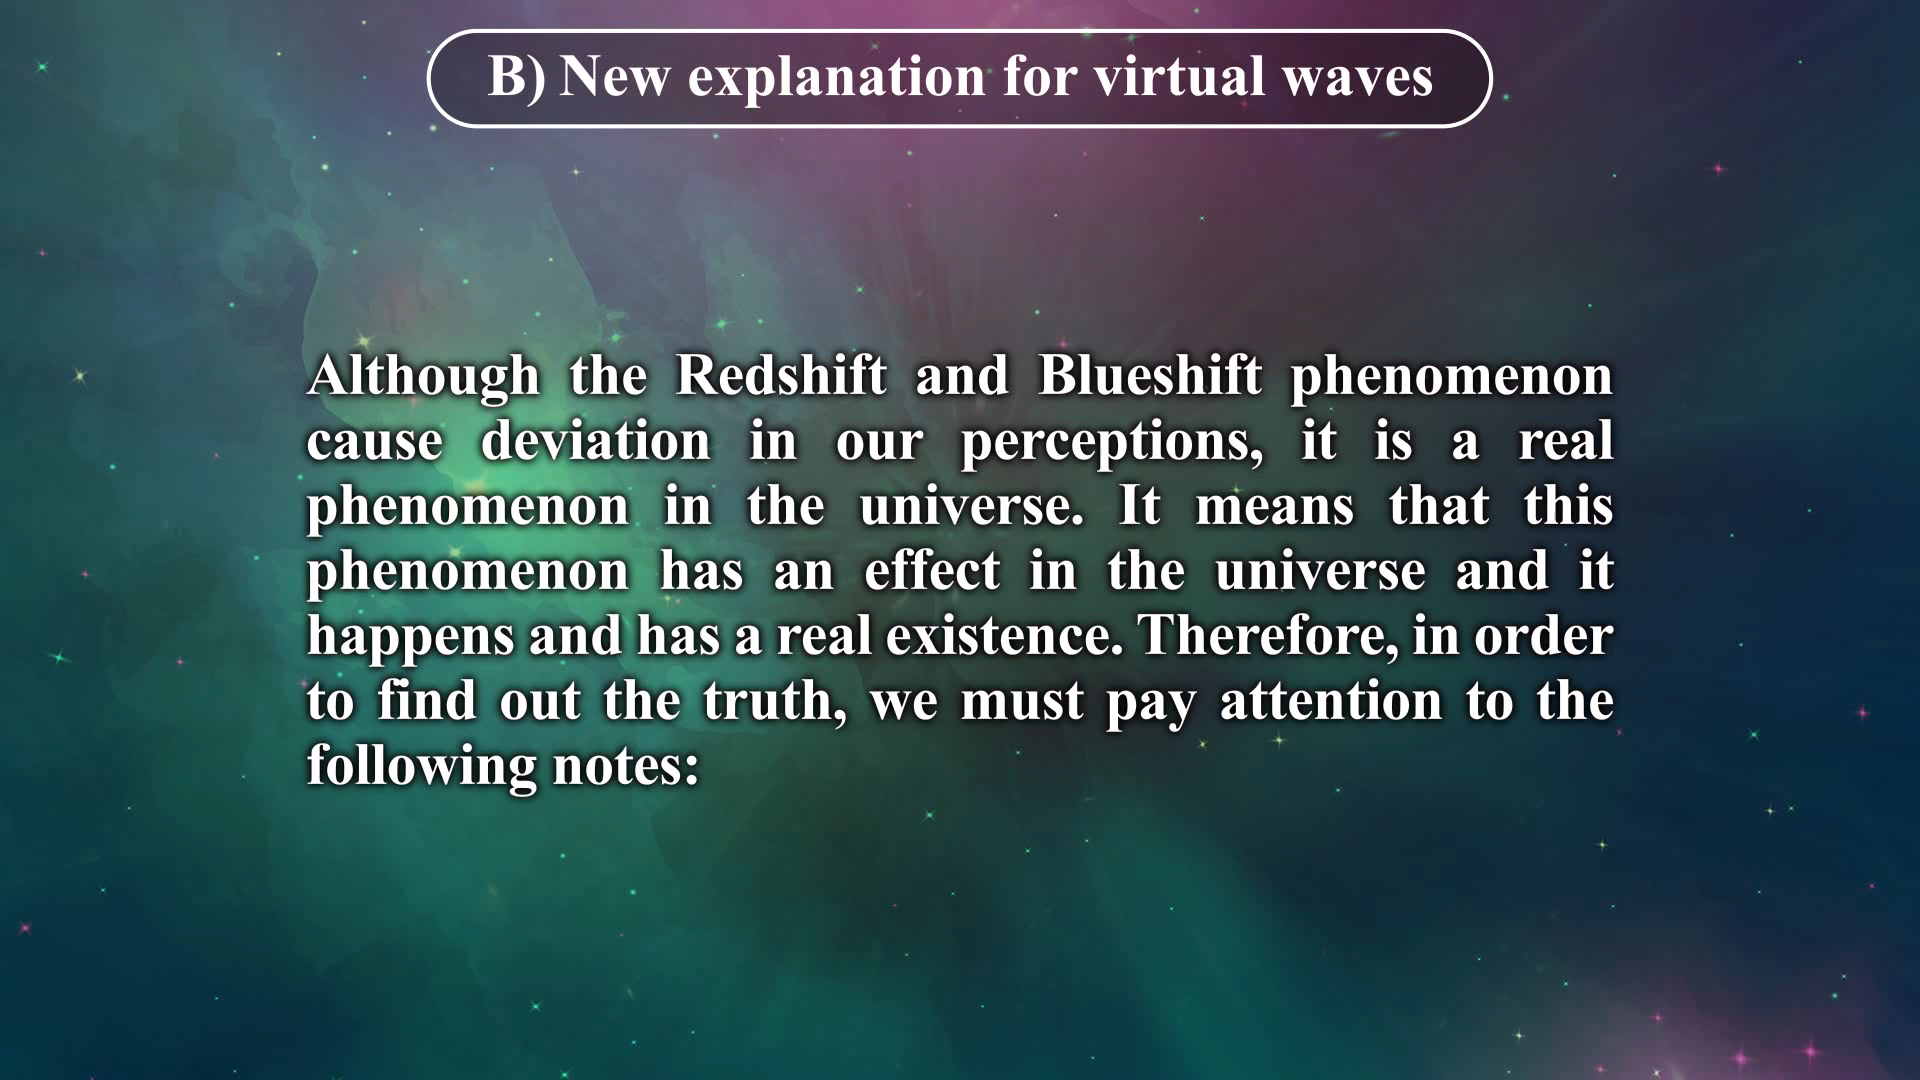 B) New explanation for virtual waves
Although the Redshift and Blueshift phenomenon
cause deviation in our perceptions, it is a real
phenomenon in the universe. It means that this
phenomenon has an effect in the universe and it
happens and has a real existence. Therefore, in order
to find out the truth, we must pay attention to the
following notes: